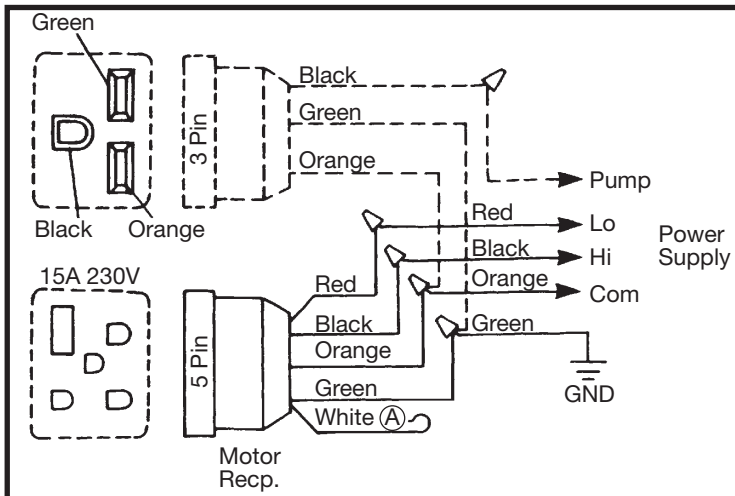 Green
Black
Green
Orange
3 Pin
Black
Orange
Pump
Red
Lo
Black
Hi
Power
Supply
Orange
Com
15A 230V
Red
Black
Orange
Green
5 Pin
Green
White Ⓐ
GND
Motor
Recp.